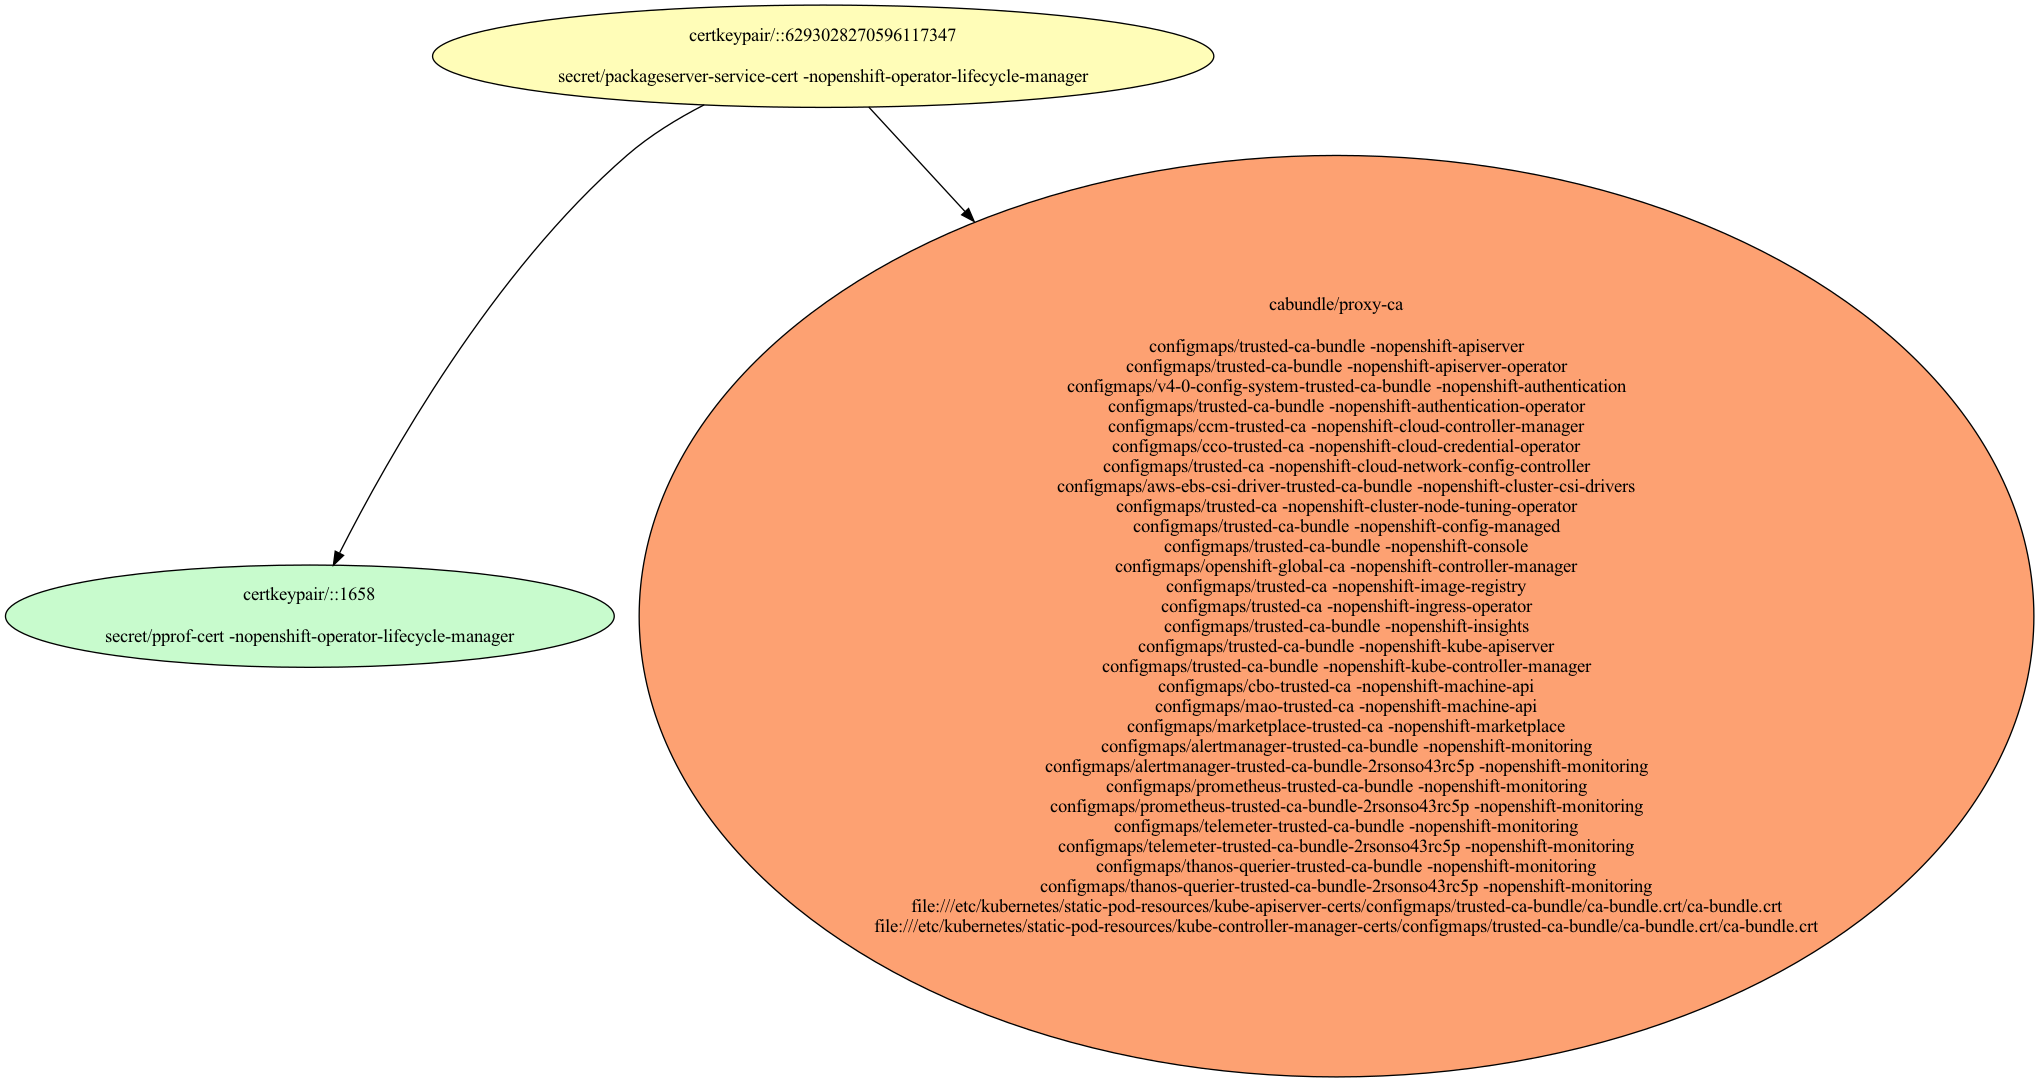 certkeypair/::6293028270596117347
secret/packageserver-service-cert -nopenshift-operator-lifecycle-manager
certkeypair/::1658
secret/pprof-cert -nopenshift-operator-lifecycle-manager
cabundle/proxy-ca
configmaps/trusted-ca-bundle -nopenshift-apiserver
configmaps/trusted-ca-bundle -nopenshift-apiserver-operator
configmaps/v4-0-config-system-trusted-ca-bundle -nopenshift-authentication
configmaps/trusted-ca-bundle -nopenshift-authentication-operator
configmaps/ccm-trusted-ca -nopenshift-cloud-controller-manager
configmaps/cco-trusted-ca -nopenshift-cloud-credential-operator
configmaps/trusted-ca -nopenshift-cloud-network-config-controller
configmaps/aws-ebs-csi-driver-trusted-ca-bundle -nopenshift-cluster-csi-drivers
configmaps/trusted-ca -nopenshift-cluster-node-tuning-operator
configmaps/trusted-ca-bundle -nopenshift-config-managed
configmaps/trusted-ca-bundle -nopenshift-console
configmaps/openshift-global-ca -nopenshift-controller-manager
configmaps/trusted-ca -nopenshift-image-registry
configmaps/trusted-ca -nopenshift-ingress-operator
configmaps/trusted-ca-bundle -nopenshift-insights
configmaps/trusted-ca-bundle -nopenshift-kube-apiserver
configmaps/trusted-ca-bundle -nopenshift-kube-controller-manager
configmaps/cbo-trusted-ca -nopenshift-machine-api
configmaps/mao-trusted-ca -nopenshift-machine-api
configmaps/marketplace-trusted-ca -nopenshift-marketplace
configmaps/alertmanager-trusted-ca-bundle -nopenshift-monitoring
configmaps/alertmanager-trusted-ca-bundle-2rsonso43rc5p -nopenshift-monitoring
configmaps/prometheus-trusted-ca-bundle -nopenshift-monitoring
configmaps/prometheus-trusted-ca-bundle-2rsonso43rc5p -nopenshift-monitoring
configmaps/telemeter-trusted-ca-bundle -nopenshift-monitoring
configmaps/telemeter-trusted-ca-bundle-2rsonso43rc5p -nopenshift-monitoring
configmaps/thanos-querier-trusted-ca-bundle -nopenshift-monitoring
configmaps/thanos-querier-trusted-ca-bundle-2rsonso43rc5p -nopenshift-monitoring
file:///etc/kubernetes/static-pod-resources/kube-apiserver-certs/configmaps/trusted-ca-bundle/ca-bundle.crt/ca-bundle.crt
file:///etc/kubernetes/static-pod-resources/kube-controller-manager-certs/configmaps/trusted-ca-bundle/ca-bundle.crt/ca-bundle.crt